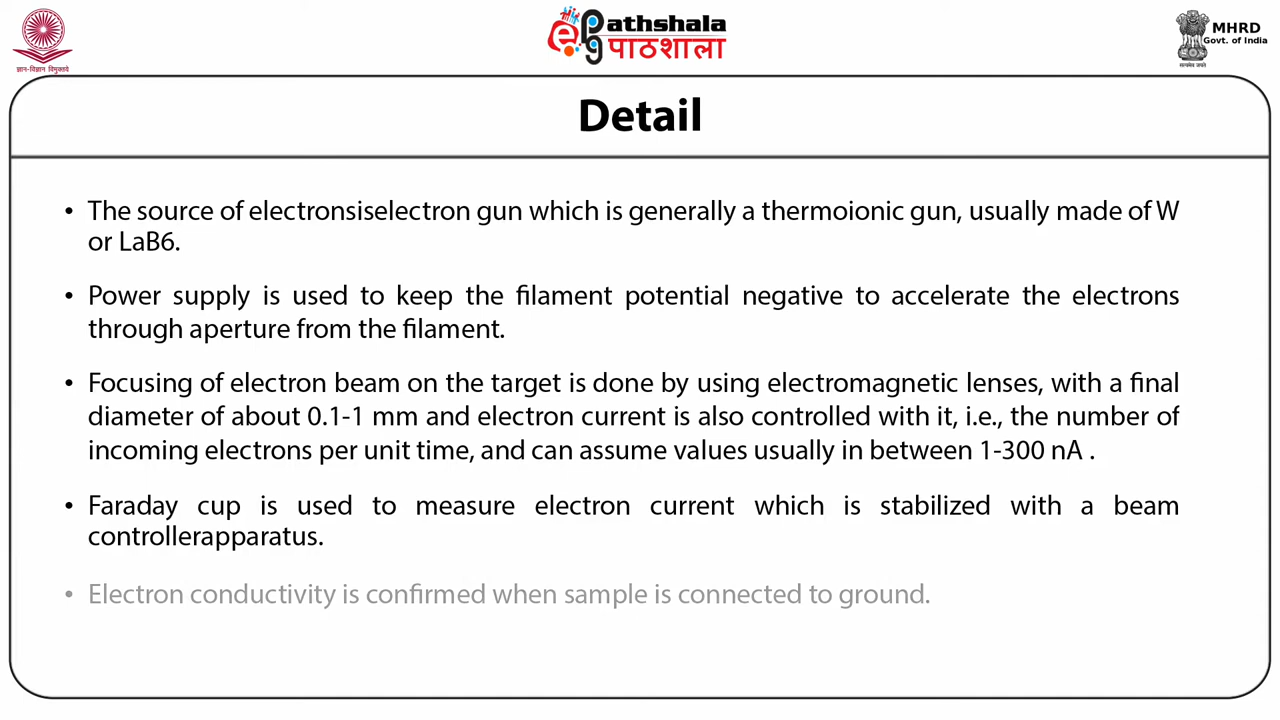 ज्ञान-विज्ञान विमुक्तये
ePathshala
पाठशाला
MHRD
Govt. of India
सत्यमेव जयते
Detail
• The source of electronsiselectron gun which is generally a thermoionic gun, usually made of W
or LaB6.
• Power supply is used to keep the filament potential negative to accelerate the electrons
through aperture from the filament.
• Focusing of electron beam on the target is done by using electromagnetic lenses, with a final
diameter of about 0.1-1 mm and electron current is also controlled with it, i.e., the number of
incoming electrons per unit time, and can assume values usually in between 1-300 nA .
• Faraday cup is used to measure electron current which is stabilized with a beam
controllerapparatus.
• Electron conductivity is confirmed when sample is connected to ground.